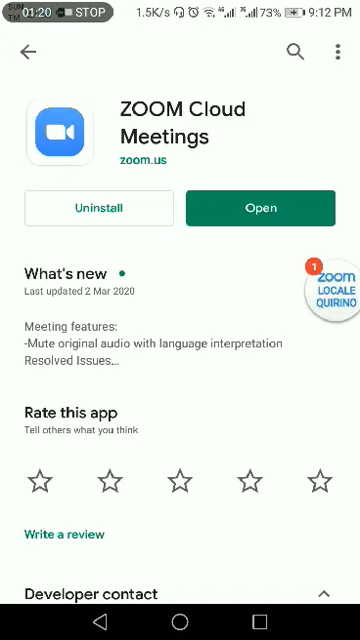 01:20 STOP 1.5K/s 4G 3G 73% 9:12 PM
ZOOM Cloud
Meetings
zoom.us
Uninstall Open
What's new
Last updated 2 Mar 2020
1
zoom
LOCALE
QUIRINO
Meeting features:
-Mute original audio with language interpretation
Resolved Issues...
Rate this app
Tell others what you think
Write a review
Developer contact